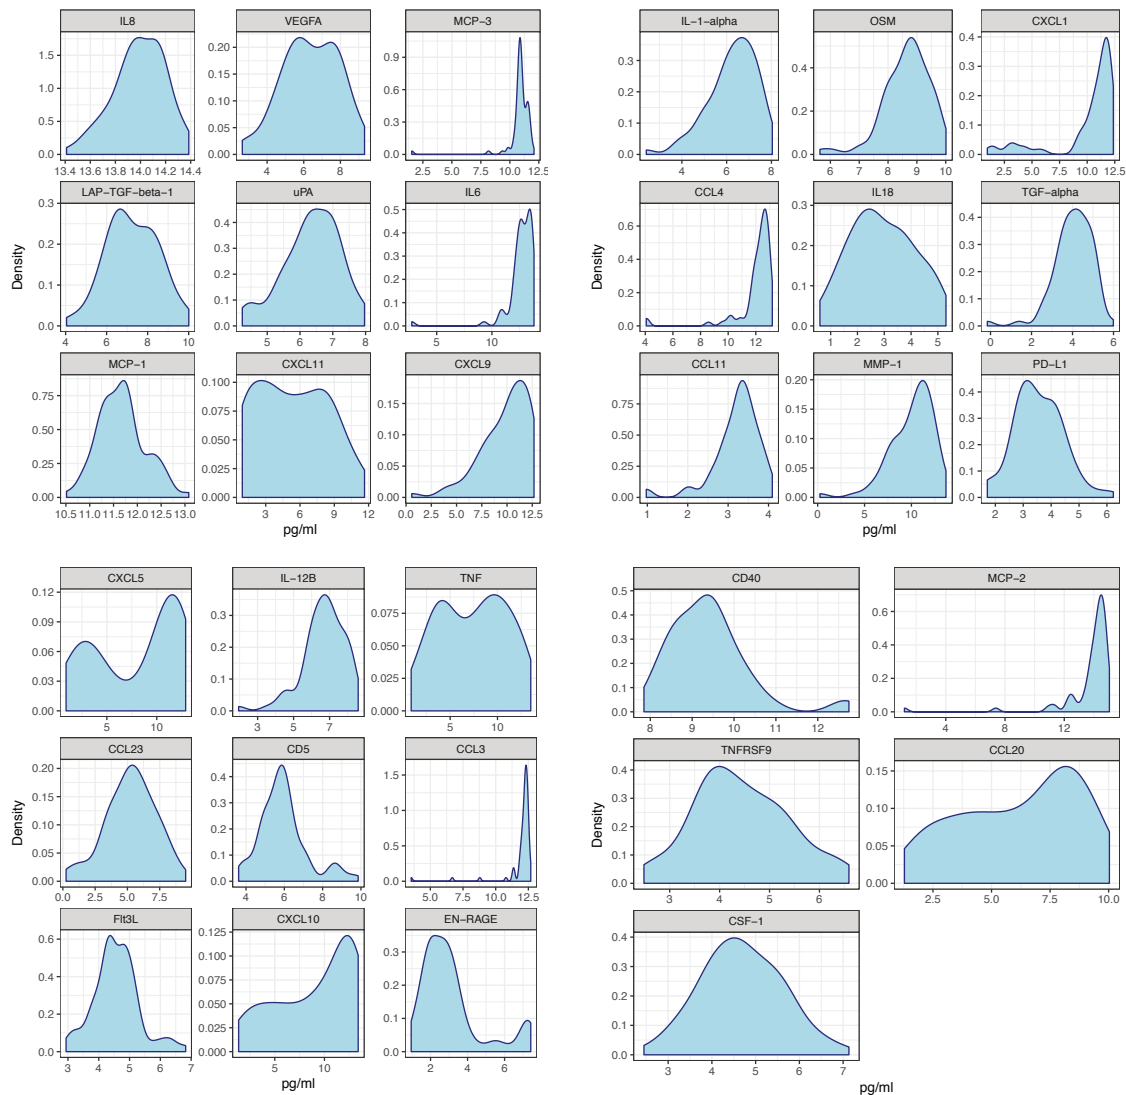 IL8
VEGFA
MCP−3
0.0
0.5
1.0
1.5
13.4 13.6 13.8 14.0 14.2 14.4
0.00
0.05
0.10
0.15
0.20
4 6 8
0.0
0.3
0.6
0.9
2.5 5.0 7.5 10.0 12.5
LAP−TGF−beta−1
uPA
IL6
0.0
0.1
0.2
0.3
4 6 8 10
0.0
0.1
0.2
0.3
0.4
5 6 7 8
0.0
0.1
0.2
0.3
0.4
0.5
5 10
MCP−1
CXCL11
CXCL9
0.00
0.25
0.50
0.75
10.5 11.0 11.5 12.0 12.5 13.0
0.000
0.025
0.050
0.075
0.100
3 6 9 12
0.00
0.05
0.10
0.15
0.0 2.5 5.0 7.5 10.0 12.5
Density
pg/ml
IL−1−alpha
OSM
CXCL1
0.0
0.1
0.2
0.3
4 6 8
0.0
0.2
0.4
6 7 8 9 10
0.0
0.1
0.2
0.3
0.4
2.5 5.0 7.5 10.0 12.5
CCL4
IL18
TGF−alpha
0.0
0.2
0.4
0.6
4 6 8 10 12
0.0
0.1
0.2
0.3
1 2 3 4 5
0.0
0.1
0.2
0.3
0.4
0 2 4 6
CCL11
MMP−1
PD−L1
0.00
0.25
0.50
0.75
1 2 3 4
0.00
0.05
0.10
0.15
0.20
0 5 10
0.0
0.1
0.2
0.3
0.4
2 3 4 5 6
Density
pg/ml
CXCL5
IL−12B
TNF
0.00
0.03
0.06
0.09
0.12
5 10
0.0
0.1
0.2
0.3
3 5 7
0.000
0.025
0.050
0.075
5 10
CCL23
CD5
CCL3
0.00
0.05
0.10
0.15
0.20
0.0 2.5 5.0 7.5
0.0
0.1
0.2
0.3
0.4
4 6 8 10
0.0
0.5
1.0
1.5
5.0 7.5 10.0 12.5
Flt3L
CXCL10
EN−RAGE
0.0
0.2
0.4
0.6
3 4 5 6 7
0.000
0.025
0.050
0.075
0.100
0.125
5 10
0.0
0.1
0.2
0.3
2 4 6
Density
pg/ml
CD40
MCP−2
0.0
0.1
0.2
0.3
0.4
0.5
8 9 10 11 12
0.0
0.2
0.4
0.6
4 8 12
TNFRSF9
CCL20
0.0
0.1
0.2
0.3
0.4
3 4 5 6
0.00
0.05
0.10
0.15
2.5 5.0 7.5 10.0
CSF−1
0.0
0.1
0.2
0.3
0.4
3 4 5 6 7
Density
pg/ml